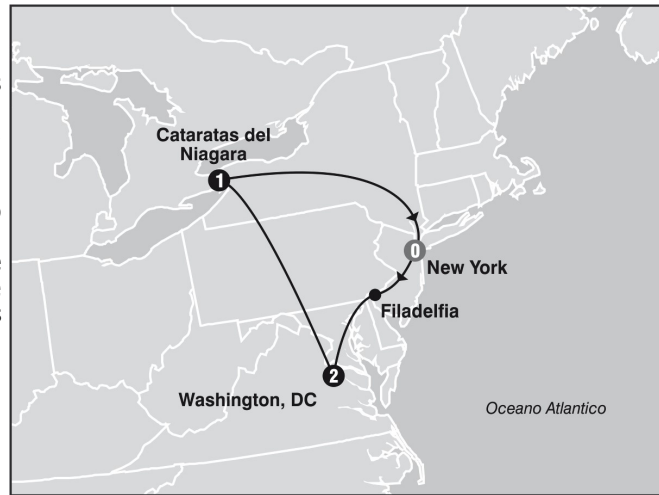 Cataratas del
Niagara
1
0
New York
Filadelfia
2
Washington, DC
Oceano Atlantico